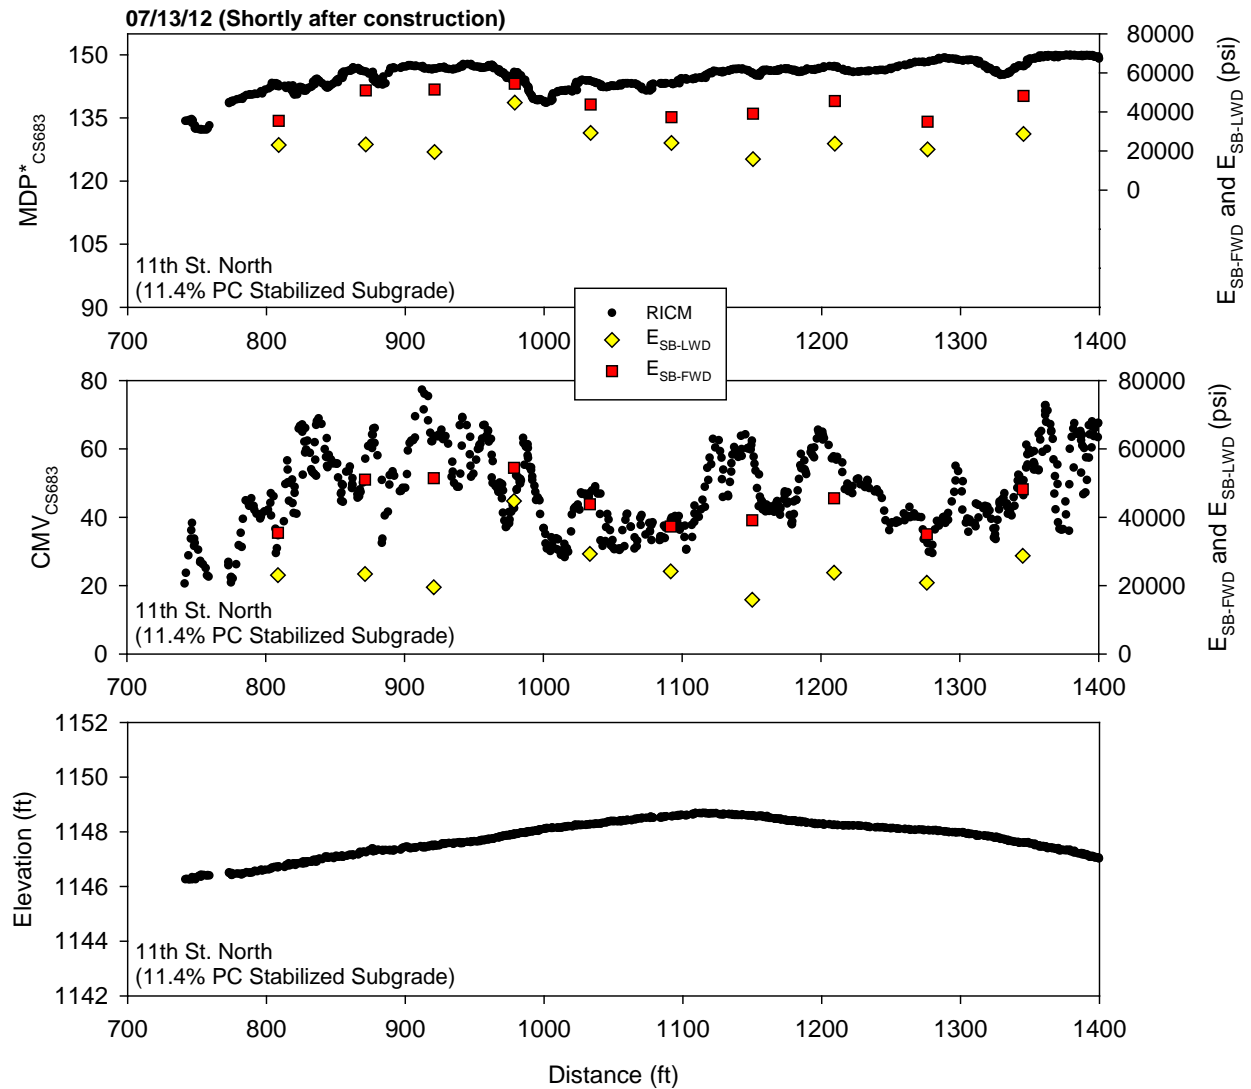 07/13/12 (Shortly after construction)
150
135
120
105
90
MDP*CS683
80000
60000
40000
20000
0
ESB-FWD and ESB-LWD (psi)
11th St. North
(11.4% PC Stabilized Subgrade)
700 800 900 1000 1100 1200 1300 1400
RICM
ESB-LWD
ESB-FWD
80
60
40
20
0
CMVCS683
80000
60000
40000
20000
0
ESB-FWD and ESB-LWD (psi)
11th St. North
(11.4% PC Stabilized Subgrade)
700 800 900 1000 1100 1200 1300 1400
1152
1150
1148
1146
1144
1142
Elevation (ft)
11th St. North
(11.4% PC Stabilized Subgrade)
700 800 900 1000 1100 1200 1300 1400
Distance (ft)